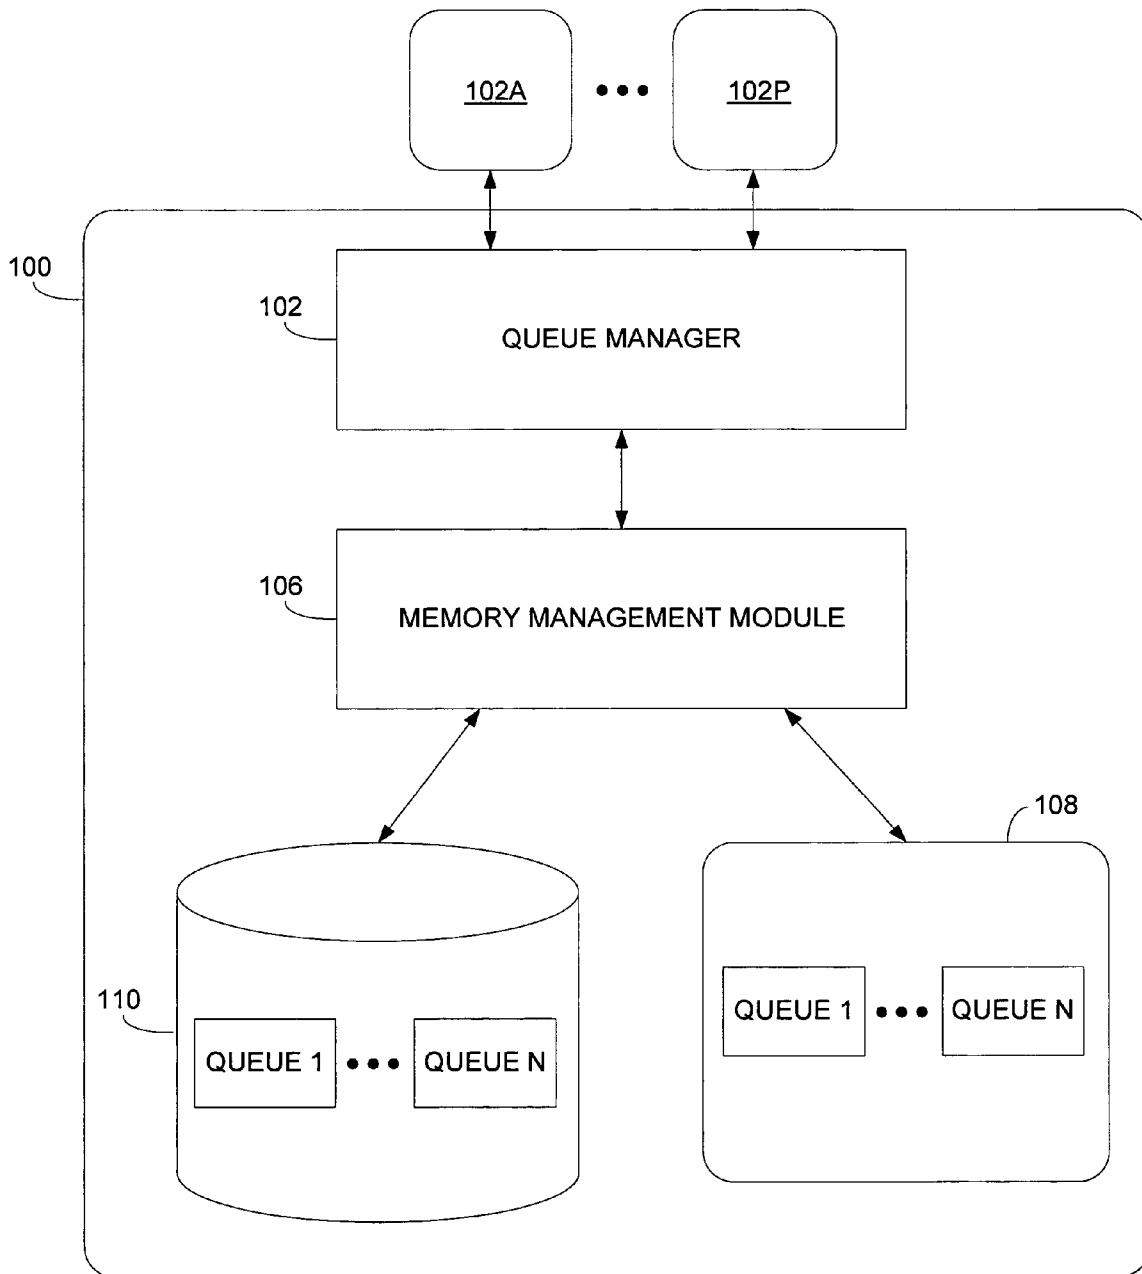 102A ••• 102P
100
102
QUEUE MANAGER
106
MEMORY MANAGEMENT MODULE
108
110
QUEUE 1 ••• QUEUE N
QUEUE 1 ••• QUEUE N